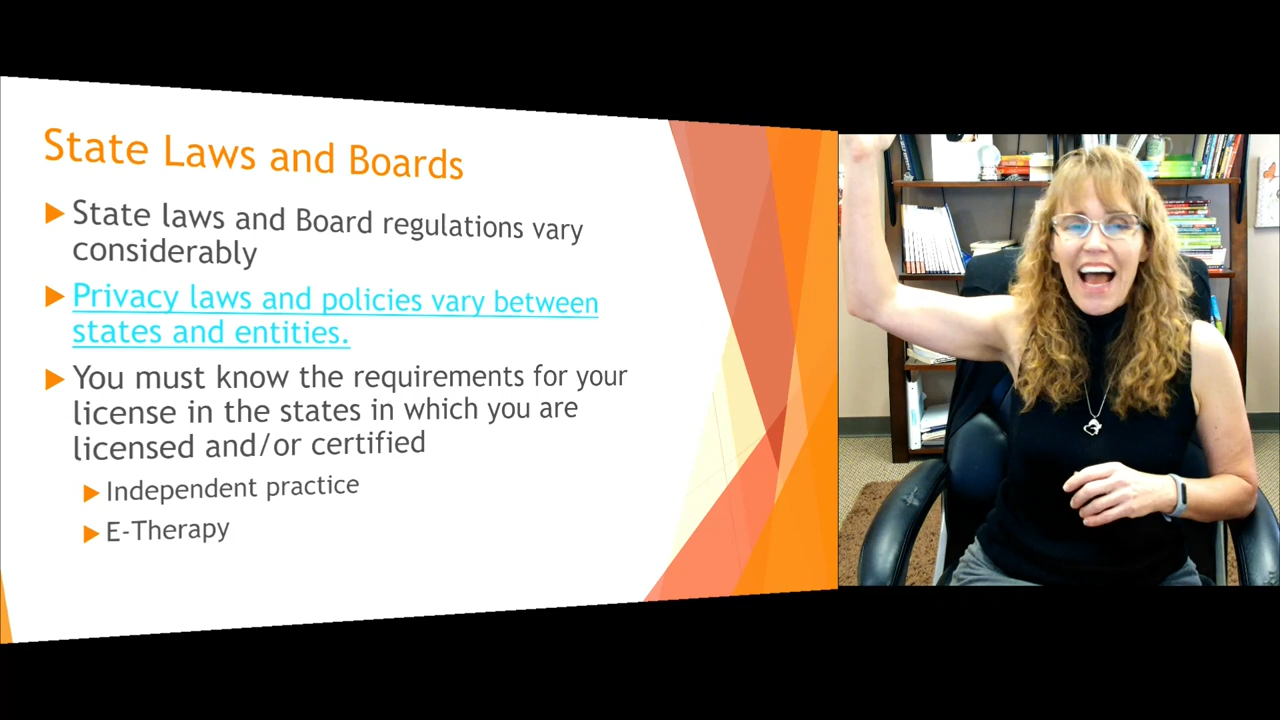 State Laws and Boards
State laws and Board regulations vary
considerably
Privacy laws and policies vary between
states and entities.
You must know the requirements for your
license in the states in which you are
licensed and/or certified
Independent practice
E-Therapy